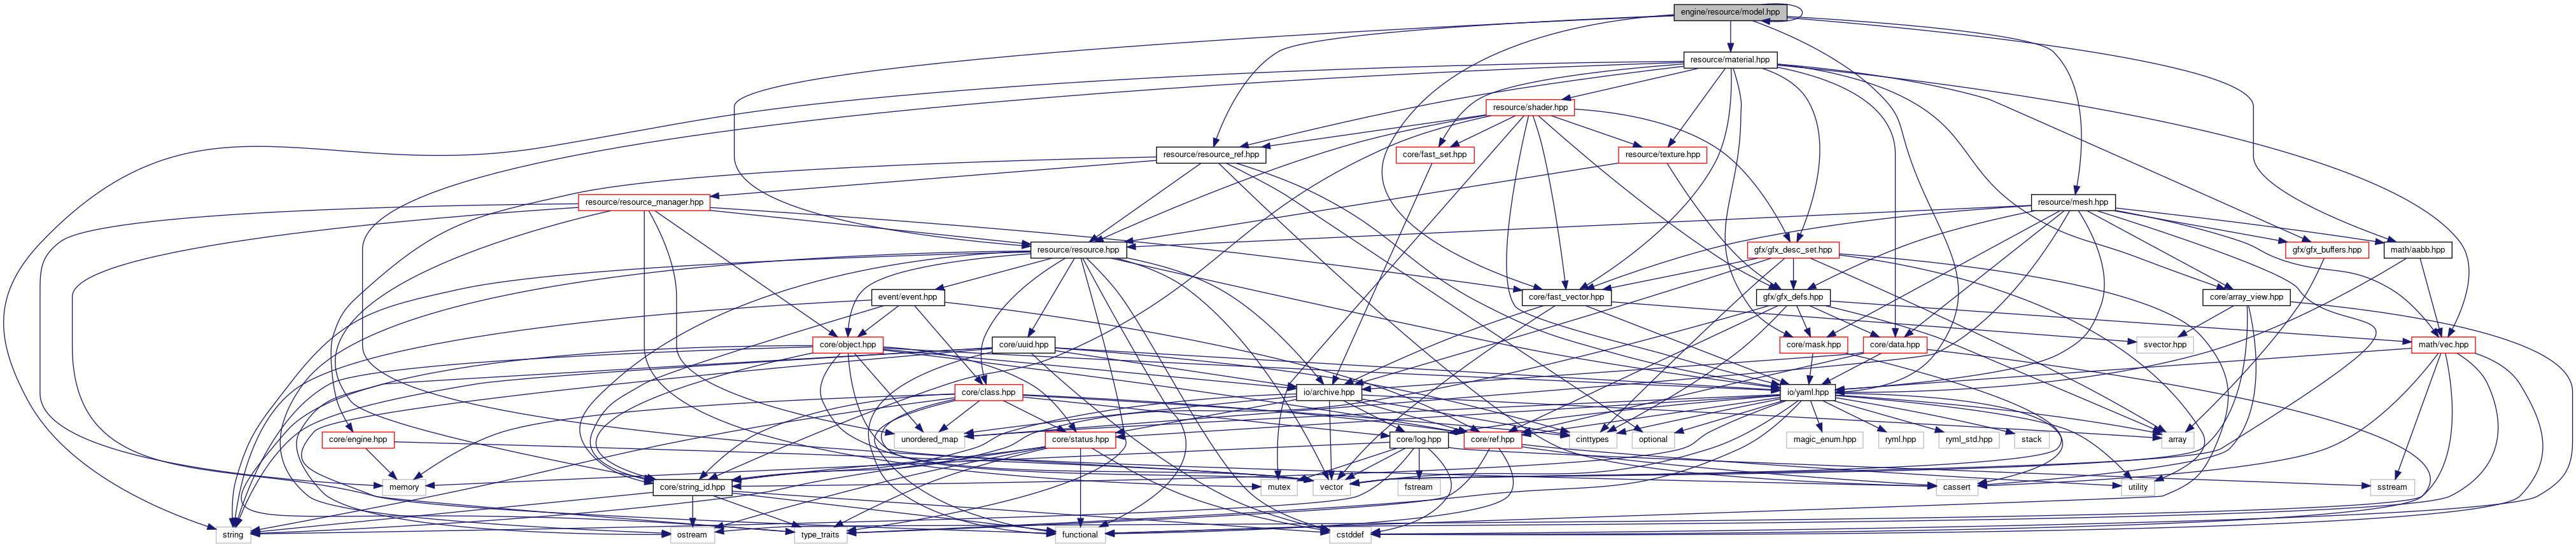 engine/resource/model.hpp
resource/material.hpp
resource/shader.hpp
resource/resource_ref.hpp
core/fast_set.hpp
resource/texture.hpp
resource/resource_manager.hpp
resource/mesh.hpp
resource/resource.hpp
gfx/gfx_desc_set.hpp
gfx/gfx_buffers.hpp
math/aabb.hpp
event/event.hpp
core/fast_vector.hpp
gfx/gfx_defs.hpp
core/array_view.hpp
core/object.hpp
core/uuid.hpp
core/mask.hpp
core/data.hpp
svector.hpp
math/vec.hpp
core/class.hpp
io/archive.hpp
io/yaml.hpp
core/engine.hpp
unordered_map
core/status.hpp
core/log.hpp
core/ref.hpp
cinttypes
optional
magic_enum.hpp
ryml.hpp
ryml_std.hpp
stack
array
memory
core/string_id.hpp
mutex
vector
fstream
cassert
utility
sstream
string
ostream
type_traits
functional
cstddef